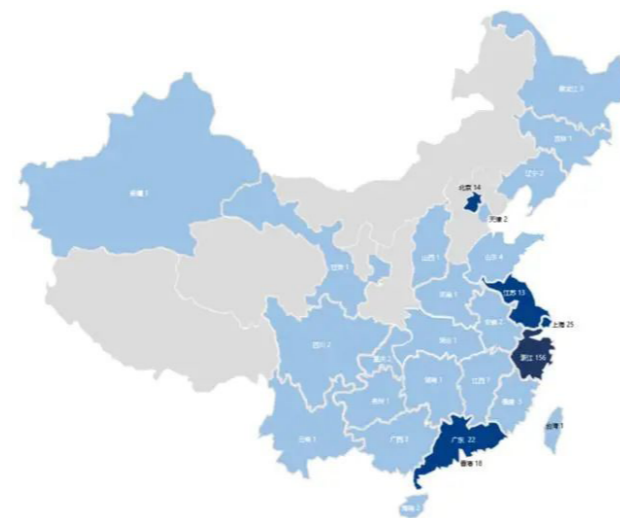 黑龙江 3
吉林 1
辽宁 2
北京 14
天津 2
新疆 1
山西 1
山东 4
甘肃 1
河南 1
江苏 13
安徽 2
上海 25
湖北 1
四川 2
重庆 2
浙江 156
湖南 1
江西 1
贵州 1
福建 3
云南 1
广西 2
广东 22
台湾 1
香港 18
海南 2